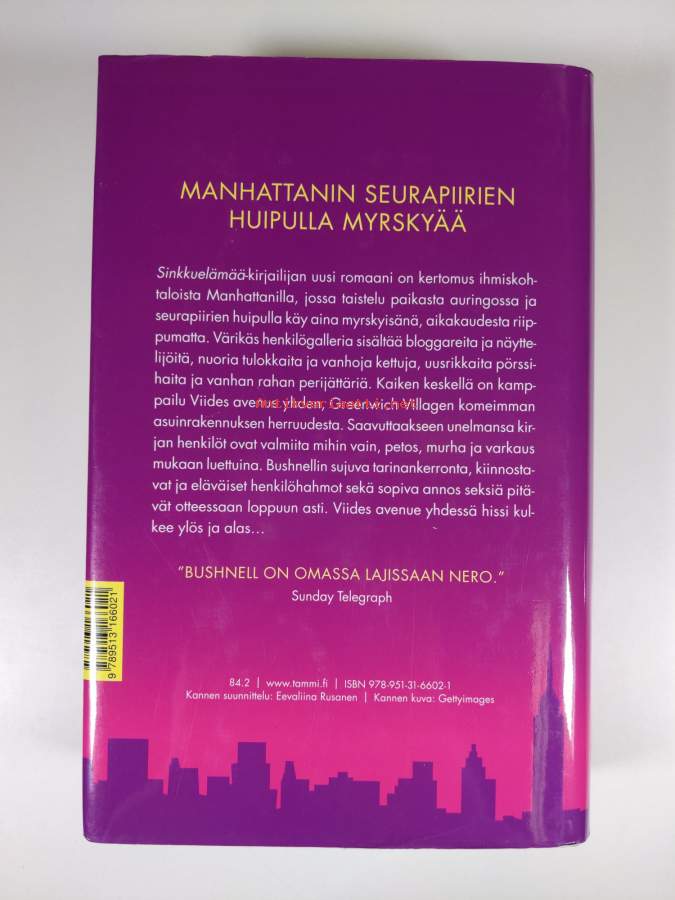 MANHATTANIN SEURAPIIRIEN
HUIPULLA MYRSKYÄÄ
Sinkkuelämää-kirjailijan uusi romaani on kertomus ihmiskoh-
taloista Manhattanilla, jossa taistelu paikasta auringossa ja
seurapiirien huipulla käy aina myrskyisänä, aikakaudesta riip-
pumatta. Värikäs henkilögalleria sisältää bloggareita ja näytte-
lijöitä, nuoria tulokkaita ja vanhoja kettuja, uusrikkaita pörssi-
haita ja vanhan rahan perijättäriä. Kaiken keskellä on kamp-
pailu Viides avenue yhden, Greenwich Villagen komeimman
asuinrakennuksen herruudesta. Saavuttaakseen unelmansa kir-
jan henkilöt ovat valmiita mihin vain, petos, murha ja varkaus
mukaan luettuina. Bushnellin sujuva tarinankerronta, kiinnosta-
vat ja eläväiset henkilöhahmot sekä sopiva annos seksiä pitä-
vät otteessaan loppuun asti. Viides avenue yhdessä hissi kul-
kee ylös ja alas...
"BUSHNELL ON OMASSA LAJISSAAN NERO."
Sunday Telegraph
9 789513 166021
84.2 | www.tammi.fi | ISBN 978-951-31-6602-1
Kannen suunnittelu: Eevaliina Rusanen | Kannen kuva: Gettyimages